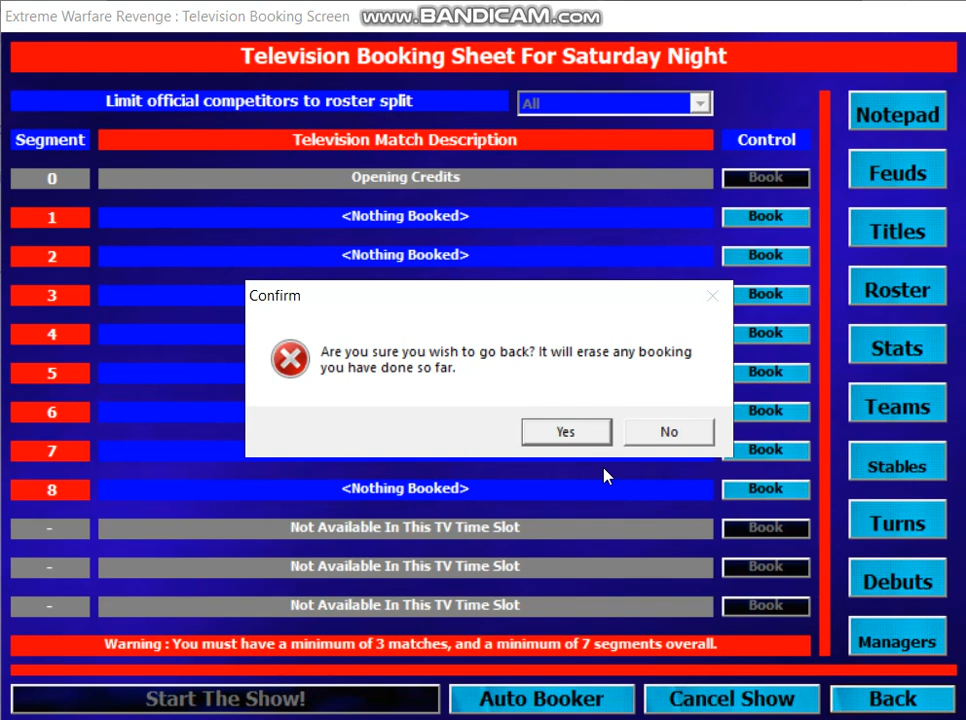 Extreme Warfare Revenge : Television Booking Screen
www.BANDICAM.com
Television Booking Sheet For Saturday Night
Limit official competitors to roster split
All
Notepad
Segment
Television Match Description
Control
0
Opening Credits
Book
Feuds
1
<Nothing Booked>
Book
Titles
2
<Nothing Booked>
Book
Confirm
3
Book
Roster
4
Book
Stats
Are you sure you wish to go back? It will erase any booking
you have done so far.
5
Book
6
Book
Teams
Yes
No
7
Book
Stables
8
<Nothing Booked>
Book
-
Not Available In This TV Time Slot
Book
Turns
-
Not Available In This TV Time Slot
Book
Debuts
-
Not Available In This TV Time Slot
Book
Warning : You must have a minimum of 3 matches, and a minimum of 7 segments overall.
Managers
Start The Show!
Auto Booker
Cancel Show
Back